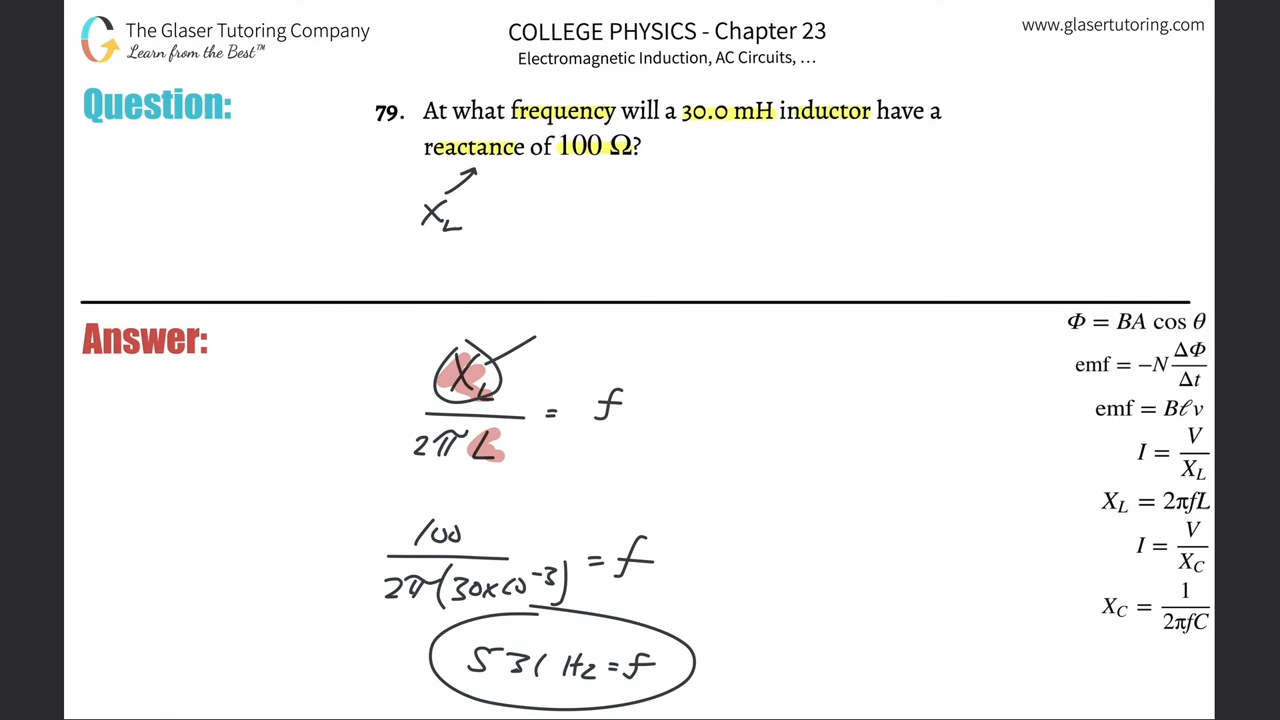 The Glaser Tutoring Company
Learn from the Best™
COLLEGE PHYSICS - Chapter 23
Electromagnetic Induction, AC Circuits, …
www.glasertutoring.com
Question:
79. At what frequency will a 30.0 mH inductor have a
reactance of 100 Ω?
X_L
Answer:
X_L / 2π L = f
100 / 2π(30x10^-3) = f
531 Hz = f
Φ = BA cos θ
emf = −N ΔΦ/Δt
emf = Bℓv
I = V/X_L
X_L = 2πfL
I = V/X_C
X_C = 1/2πfC